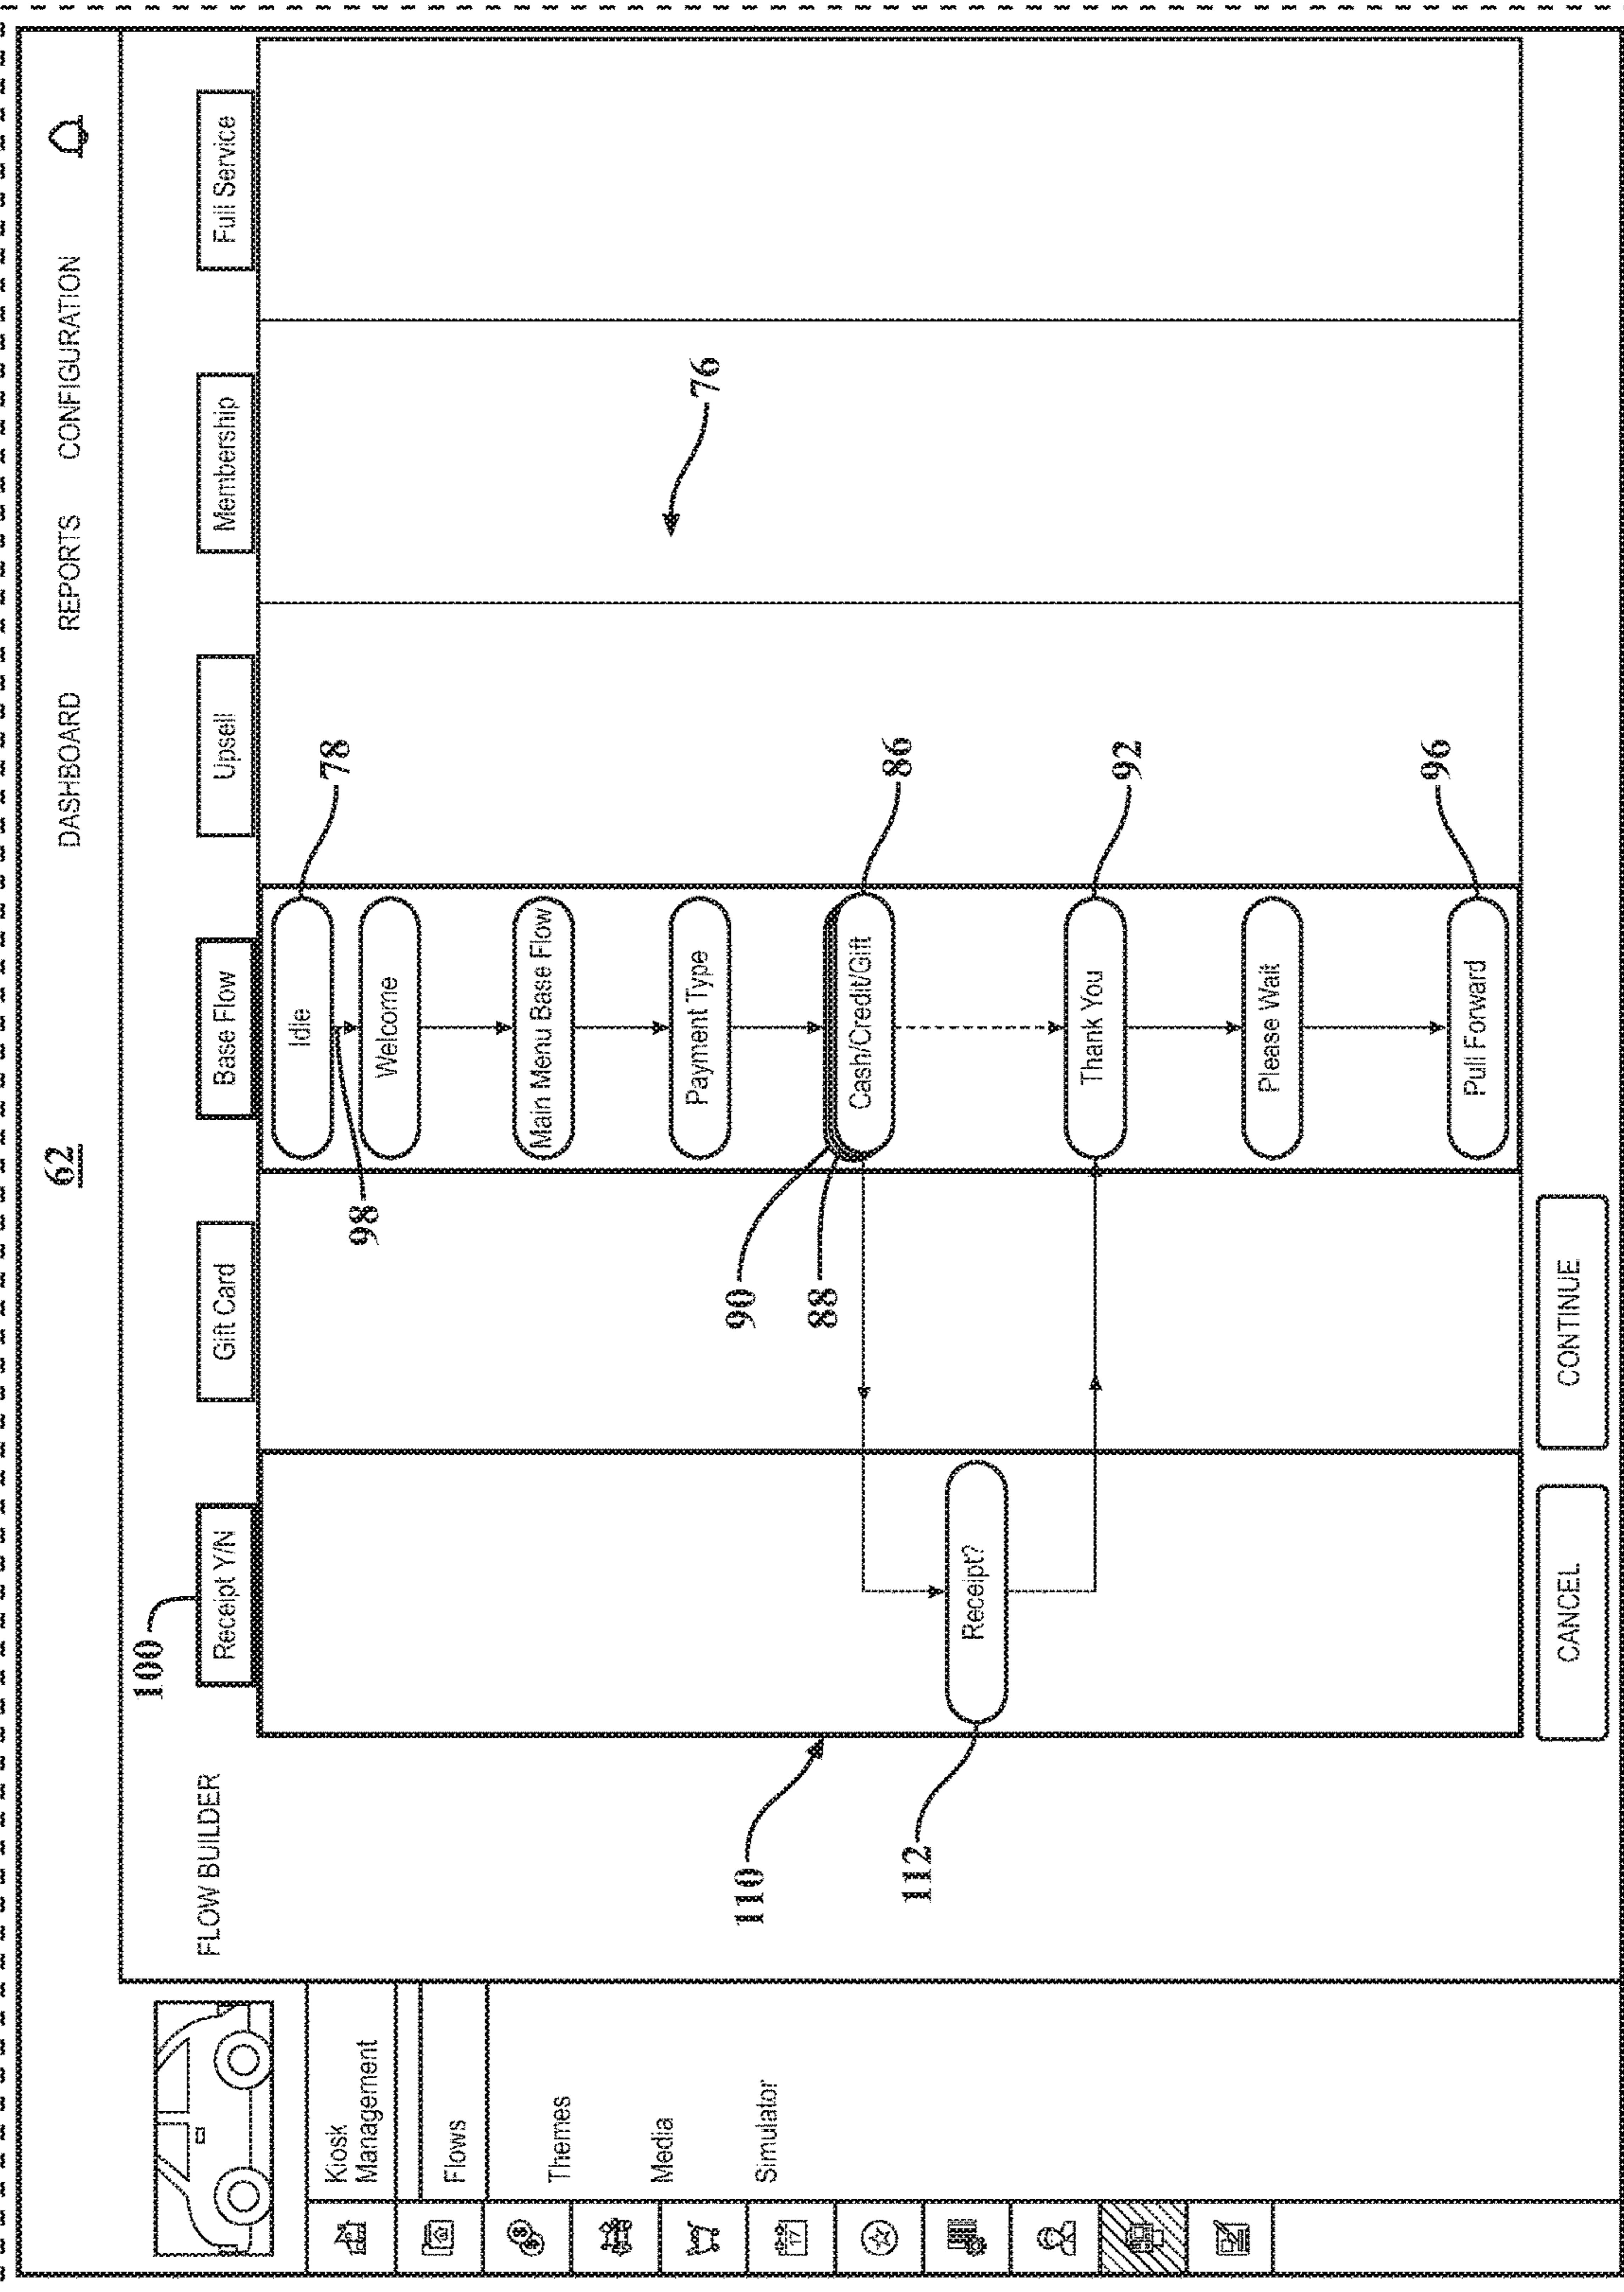 62
DASHBOARD REPORTS CONFIGURATION
FLOW BUILDER
100
Receipt Y/N
Gift Card
Base Flow
Upsell
Membership
Full Service
Kiosk
Management
Flows
Themes
Media
Simulator
17
$
$
Idle
78
98
Welcome
Main Menu Base Flow
76
Payment Type
90
88
Cash/Credit/Gift
86
110
112
Receipt?
Thank You
92
Please Wait
Pull Forward
96
CANCEL
CONTINUE